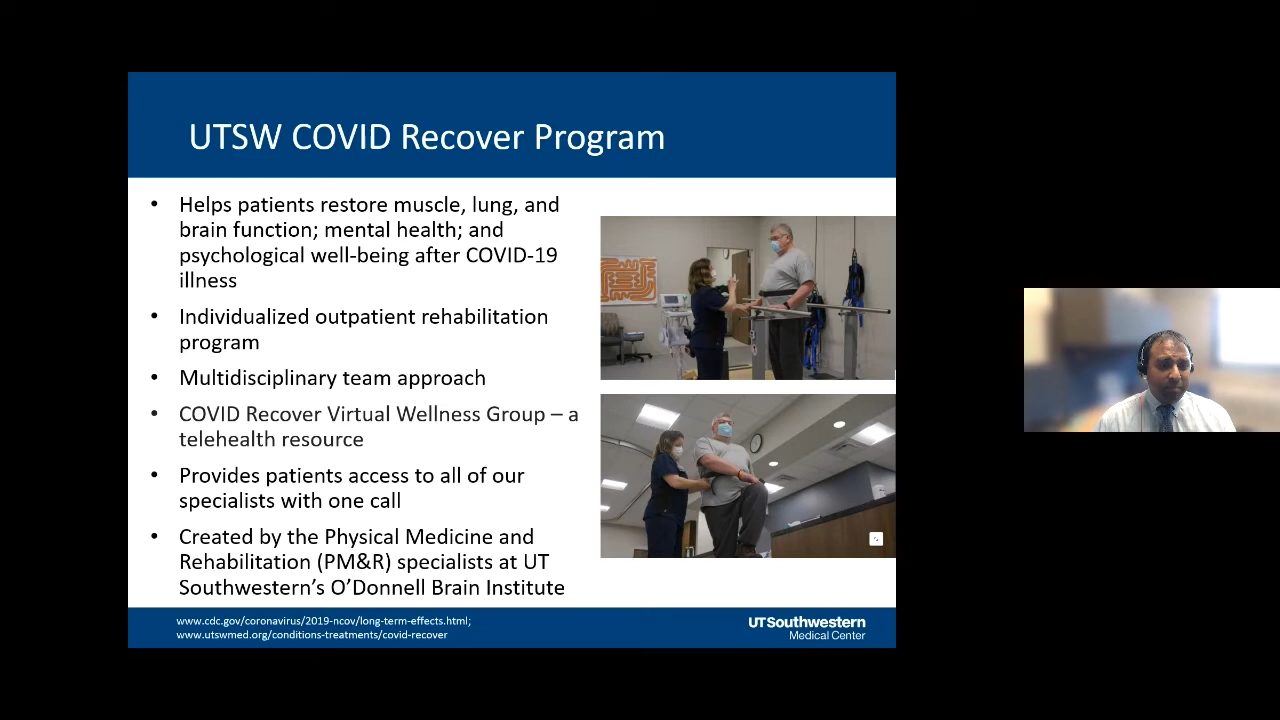 UTSW COVID Recover Program
• Helps patients restore muscle, lung, and
brain function; mental health; and
psychological well-being after COVID-19
illness
• Individualized outpatient rehabilitation
program
• Multidisciplinary team approach
• COVID Recover Virtual Wellness Group – a
telehealth resource
• Provides patients access to all of our
specialists with one call
• Created by the Physical Medicine and
Rehabilitation (PM&R) specialists at UT
Southwestern’s O’Donnell Brain Institute
www.cdc.gov/coronavirus/2019-ncov/long-term-effects.html;
www.utswmed.org/conditions-treatments/covid-recover
UTSouthwestern
Medical Center